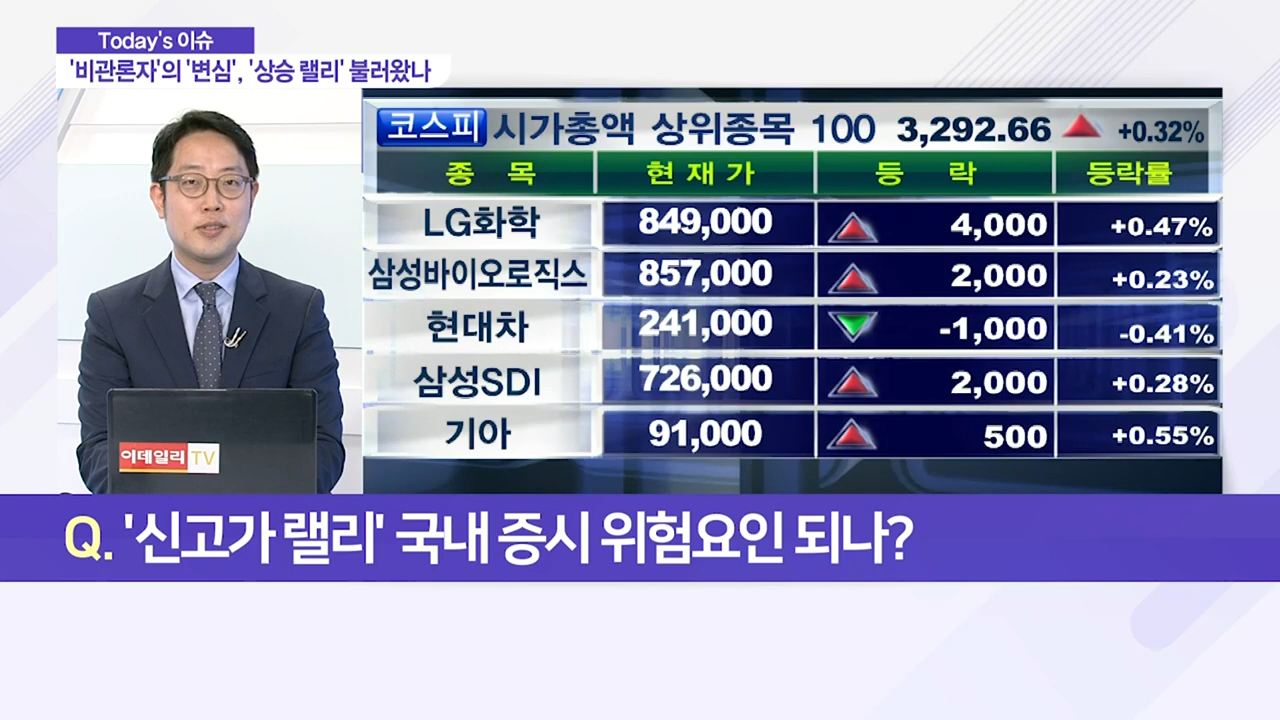 Today's 이슈
'비관론자'의 '변심', '상승 랠리' 불러왔나
코스피 시가총액 상위종목 100 3,292.66 ▲ +0.32%
종 목 현 재 가 등 락 등락률
LG화학 849,000 ▲ 4,000 +0.47%
삼성바이오로직스 857,000 ▲ 2,000 +0.23%
현대차 241,000 ▼ -1,000 -0.41%
삼성SDI 726,000 ▲ 2,000 +0.28%
기아 91,000 ▲ 500 +0.55%
이데일리 TV
Q. '신고가 랠리' 국내 증시 위험요인 되나?